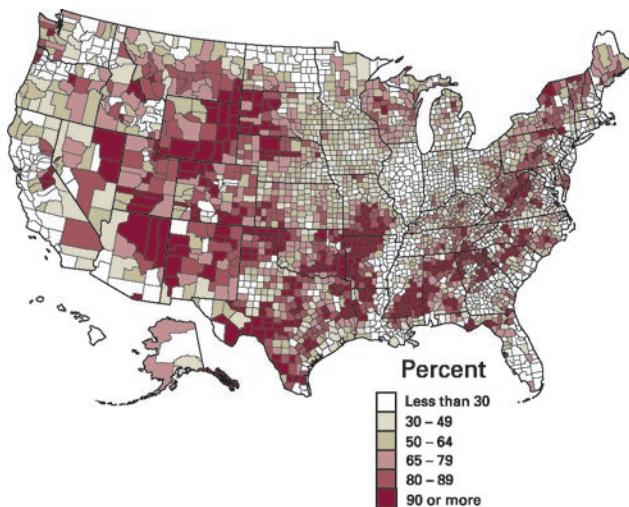 Percent
Less than 30
30 – 49
50 – 64
65 – 79
80 – 89
90 or more